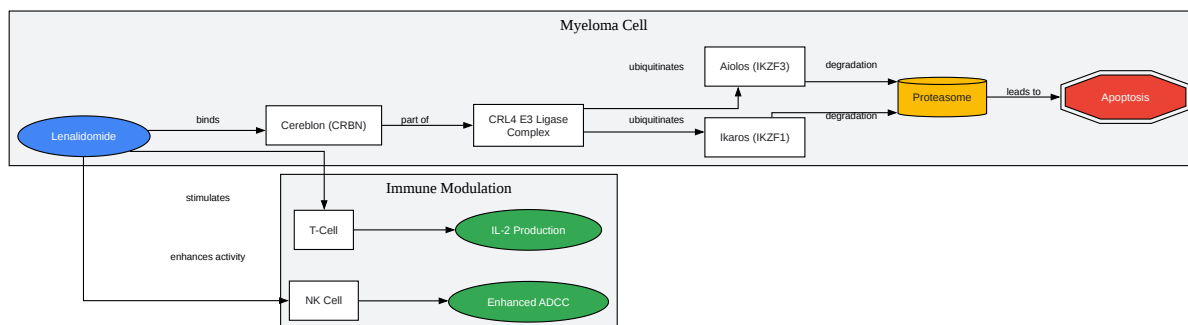 Myeloma Cell
Lenalidomide
binds
Cereblon (CRBN)
part of
CRL4 E3 Ligase
Complex
ubiquitinates
Aiolos (IKZF3)
degradation
ubiquitinates
Ikaros (IKZF1)
degradation
Proteasome
leads to
Apoptosis
Immune Modulation
stimulates
T-Cell
IL-2 Production
enhances activity
NK Cell
Enhanced ADCC